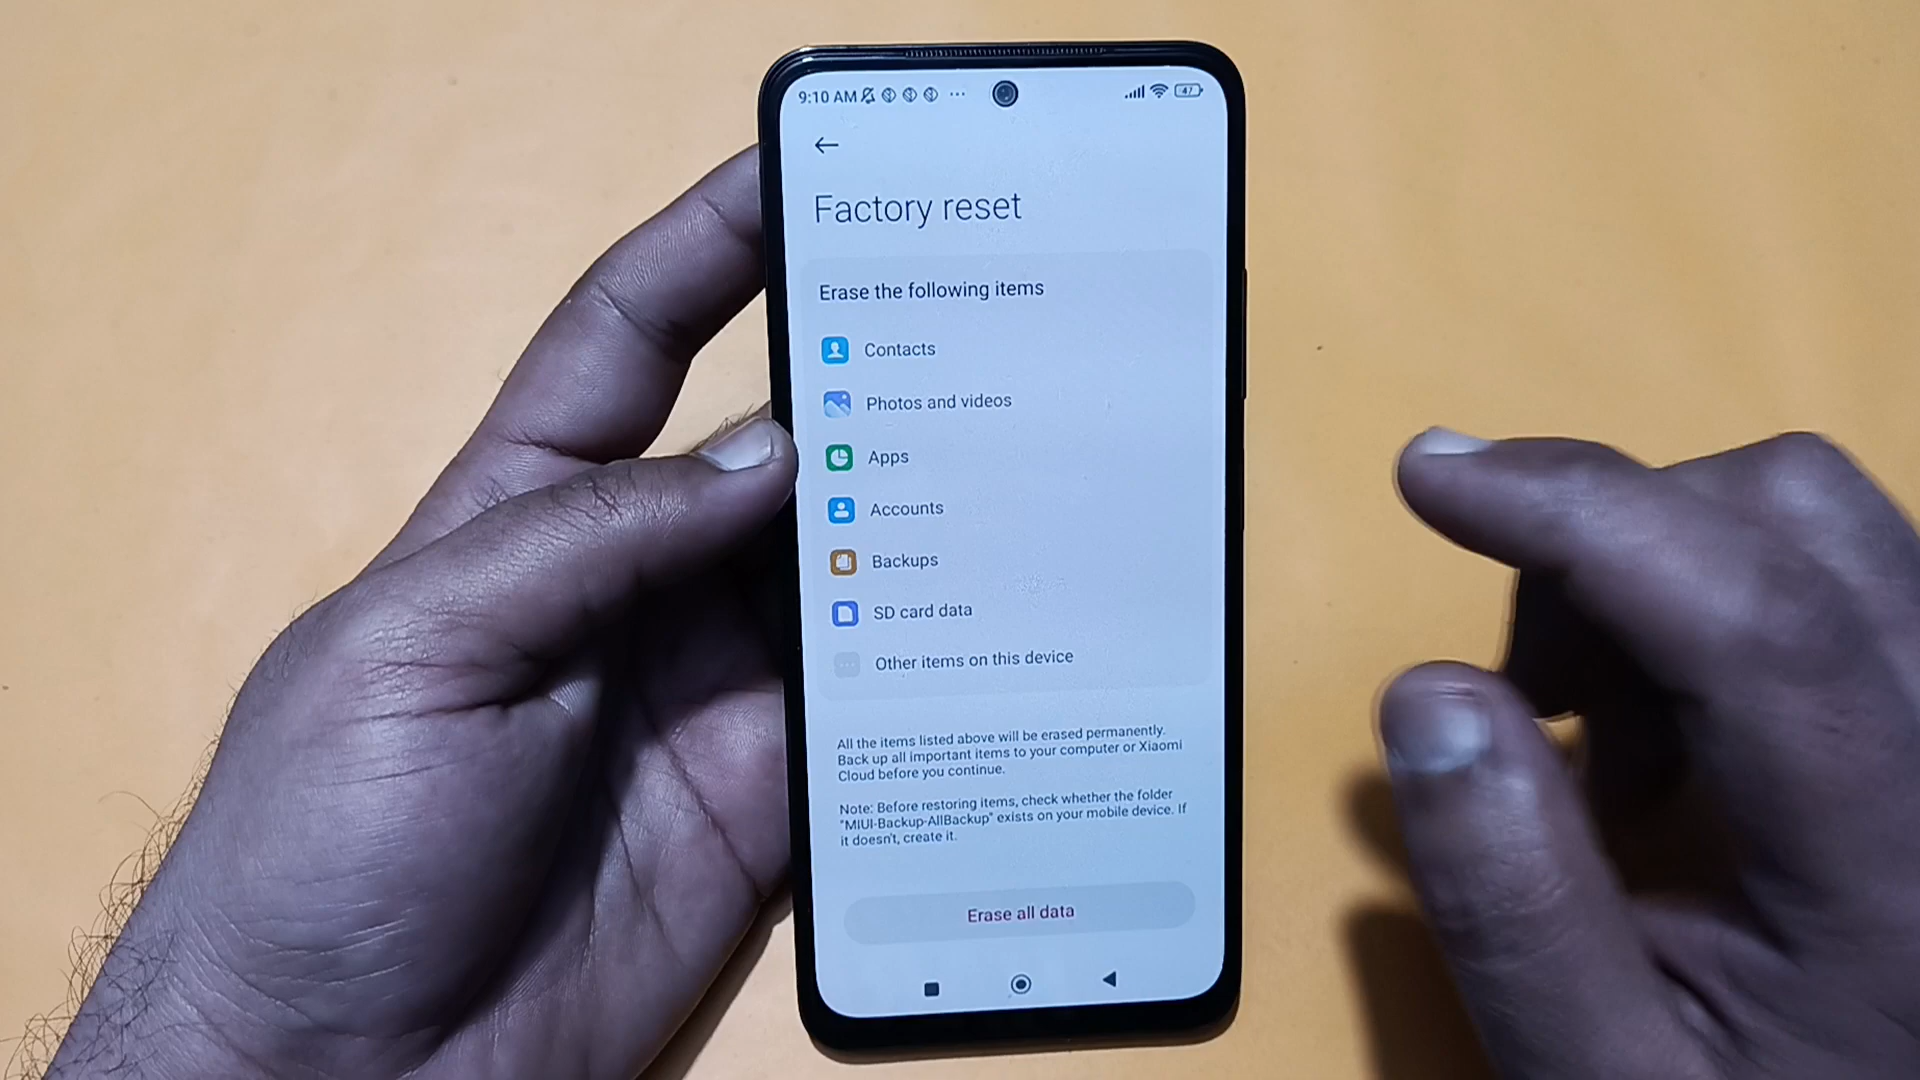 9:10 AM
47
Factory reset
Erase the following items
Contacts
Photos and videos
Apps
Accounts
Backups
SD card data
Other items on this device
All the items listed above will be erased permanently.
Back up all important items to your computer or Xiaomi
Cloud before you continue.
Note: Before restoring items, check whether the folder
"MIUI-Backup-AllBackup" exists on your mobile device. If
it doesn't, create it.
Erase all data